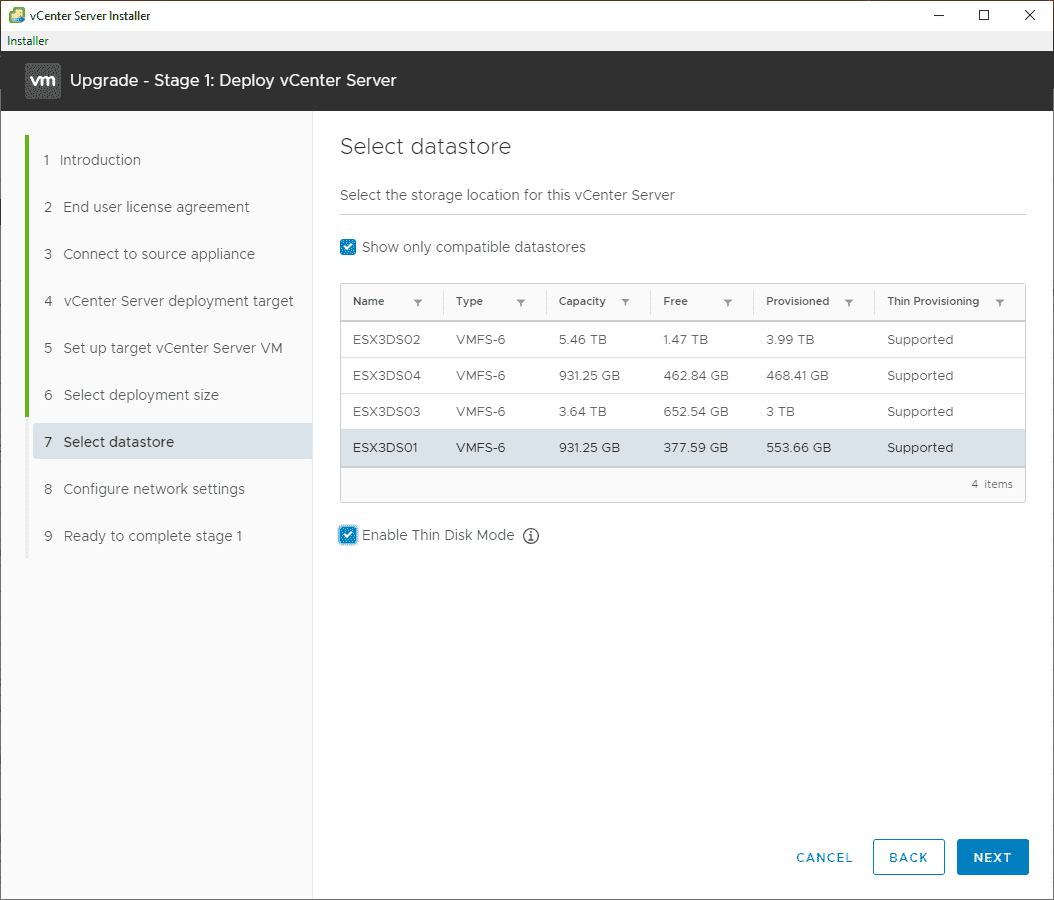 vCenter Server Installer
Installer
vm Upgrade - Stage 1: Deploy vCenter Server
1 Introduction
2 End user license agreement
3 Connect to source appliance
4 vCenter Server deployment target
5 Set up target vCenter Server VM
6 Select deployment size
7 Select datastore
8 Configure network settings
9 Ready to complete stage 1
Select datastore
Select the storage location for this vCenter Server
Show only compatible datastores
Name Type Capacity Free Provisioned Thin Provisioning
ESX3DS02 VMFS-6 5.46 TB 1.47 TB 3.99 TB Supported
ESX3DS04 VMFS-6 931.25 GB 462.84 GB 468.41 GB Supported
ESX3DS03 VMFS-6 3.64 TB 652.54 GB 3 TB Supported
ESX3DS01 VMFS-6 931.25 GB 377.59 GB 553.66 GB Supported
4 items
Enable Thin Disk Mode
CANCEL BACK NEXT